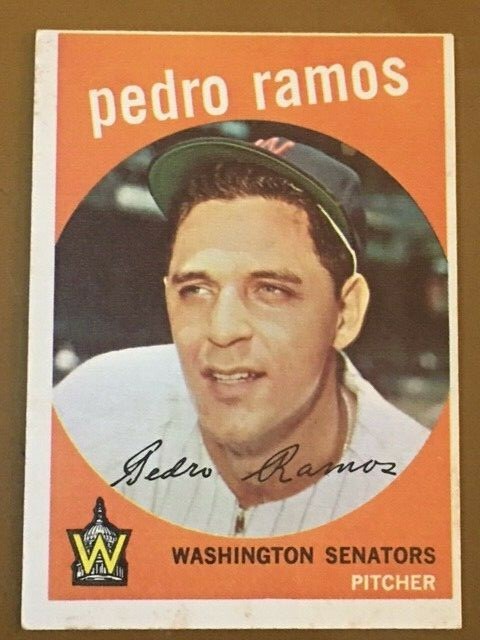 pedro ramos
Pedro Ramos
W
WASHINGTON SENATORS
PITCHER